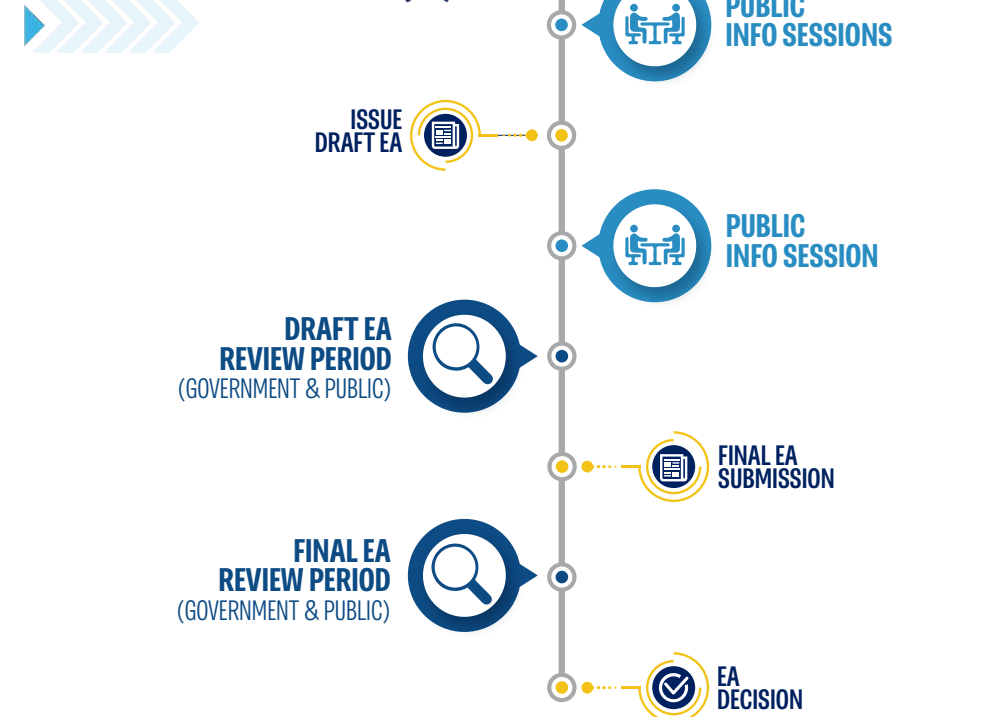 PUBLIC
INFO SESSIONS
ISSUE
DRAFT EA
PUBLIC
INFO SESSION
DRAFT EA
REVIEW PERIOD
(GOVERNMENT & PUBLIC)
FINAL EA
SUBMISSION
FINAL EA
REVIEW PERIOD
(GOVERNMENT & PUBLIC)
EA
DECISION